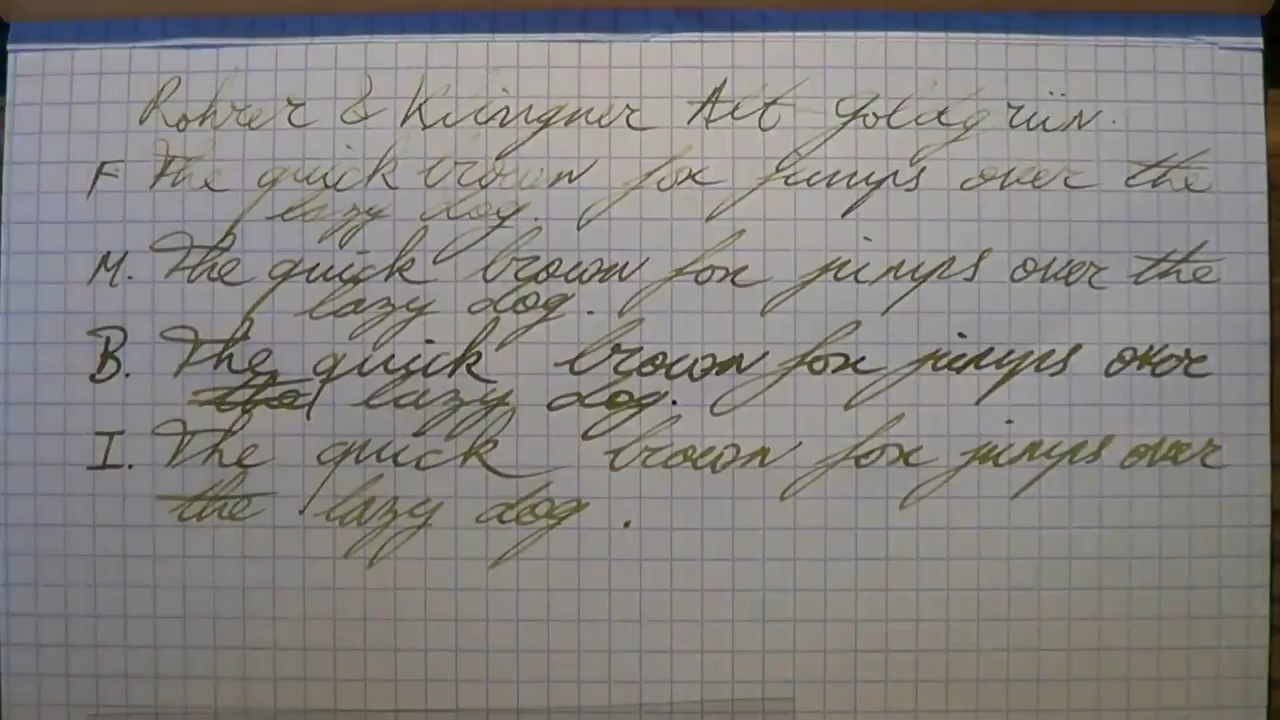 Rohrer & Klingner Alt Goldgrün.
F The quick brown fox jumps over the
lazy dog.
M. The quick brown fox jumps over the
lazy dog.
B. The quick brown fox jumps over
the lazy dog.
I. The quick brown fox jumps over
the lazy dog.